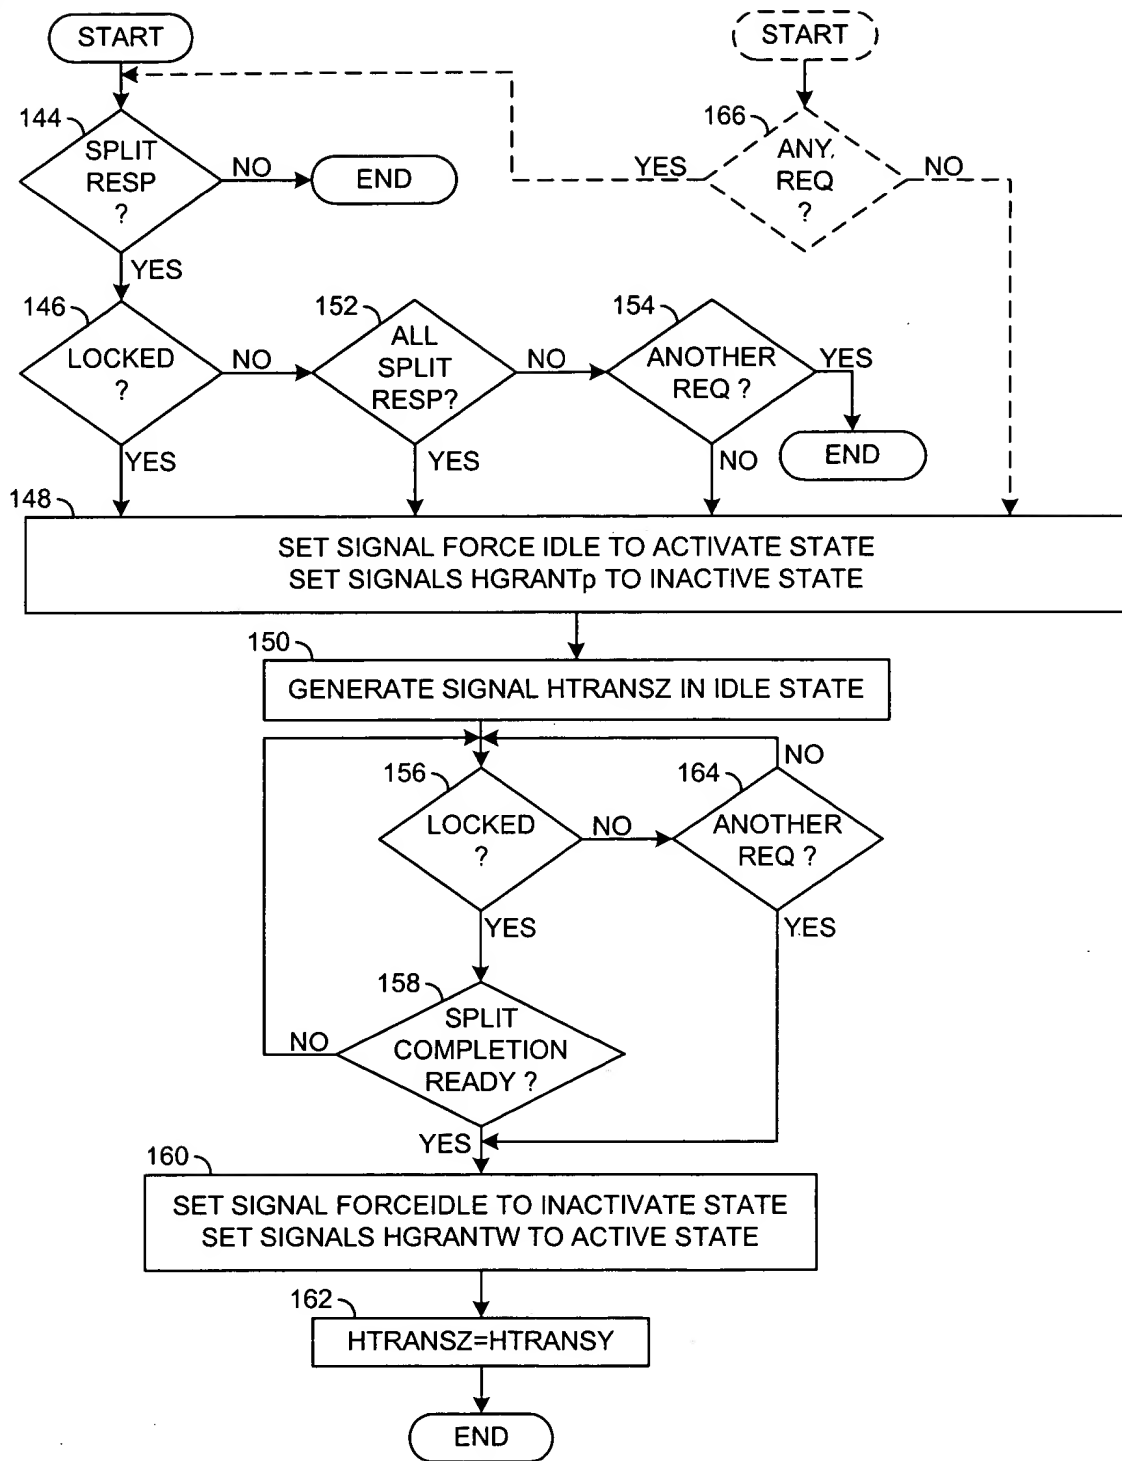 START
START
144
SPLIT
RESP
?
NO
END
YES
166
ANY
REQ
?
NO
YES
146
LOCKED
?
NO
152
ALL
SPLIT
RESP?
NO
154
ANOTHER
REQ ?
YES
END
YES
YES
NO
148
SET SIGNAL FORCE IDLE TO ACTIVATE STATE
SET SIGNALS HGRANTp TO INACTIVE STATE
150
GENERATE SIGNAL HTRANSZ IN IDLE STATE
156
LOCKED
?
NO
164
NO
ANOTHER
REQ ?
YES
YES
158
SPLIT
COMPLETION
READY ?
NO
YES
160
SET SIGNAL FORCEIDLE TO INACTIVATE STATE
SET SIGNALS HGRANTW TO ACTIVE STATE
162
HTRANSZ=HTRANSY
END